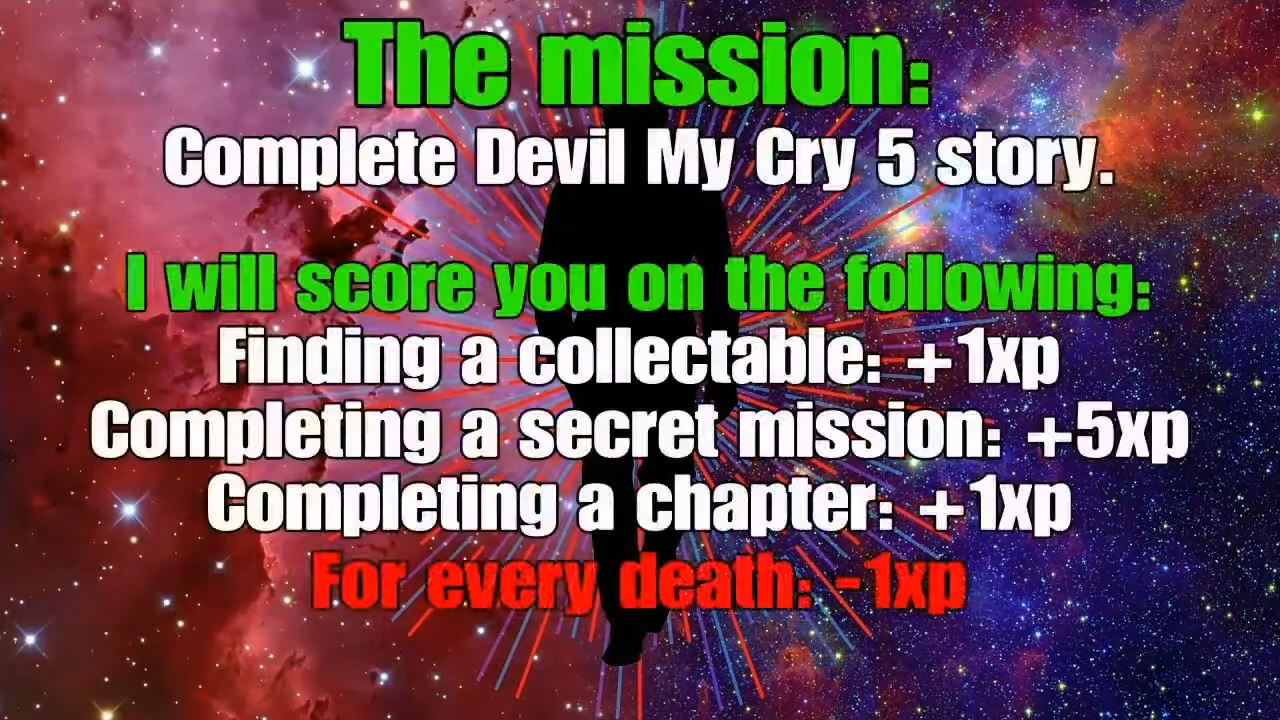 The mission:
Complete Devil My Cry 5 story.
I will score you on the following:
Finding a collectable: +1xp
Completing a secret mission: +5xp
Completing a chapter: +1xp
For every death: -1xp